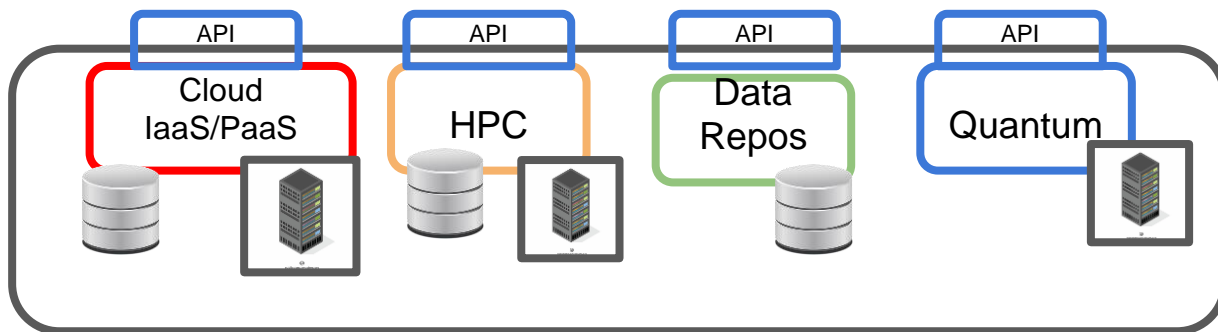 API
API
API
API
Cloud
IaaS/PaaS
HPC
Data
Repos
Quantum